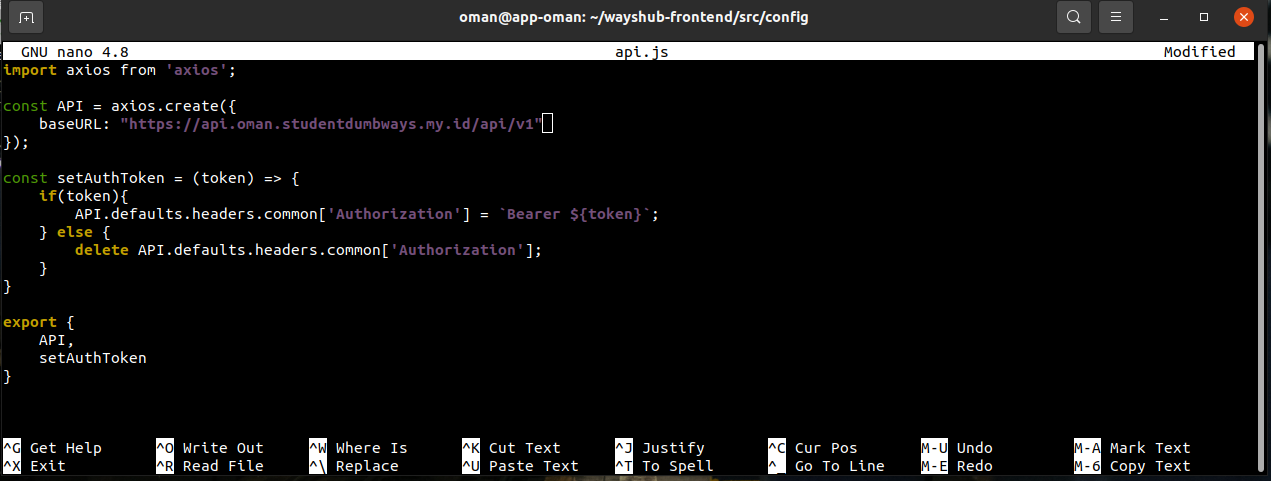 oman@app-oman: ~/wayshub-frontend/src/config
GNU nano 4.8 api.js Modified
import axios from 'axios';
const API = axios.create({
    baseURL: "https://api.oman.studentdumbways.my.id/api/v1"
});
const setAuthToken = (token) => {
    if(token){
        API.defaults.headers.common['Authorization'] = `Bearer ${token}`;
    } else {
        delete API.defaults.headers.common['Authorization'];
    }
}
export {
    API,
    setAuthToken
}
^G Get Help ^O Write Out ^W Where Is ^K Cut Text ^J Justify ^C Cur Pos M-U Undo M-A Mark Text
^X Exit ^R Read File ^\ Replace ^U Paste Text ^T To Spell ^_ Go To Line M-E Redo M-6 Copy Text